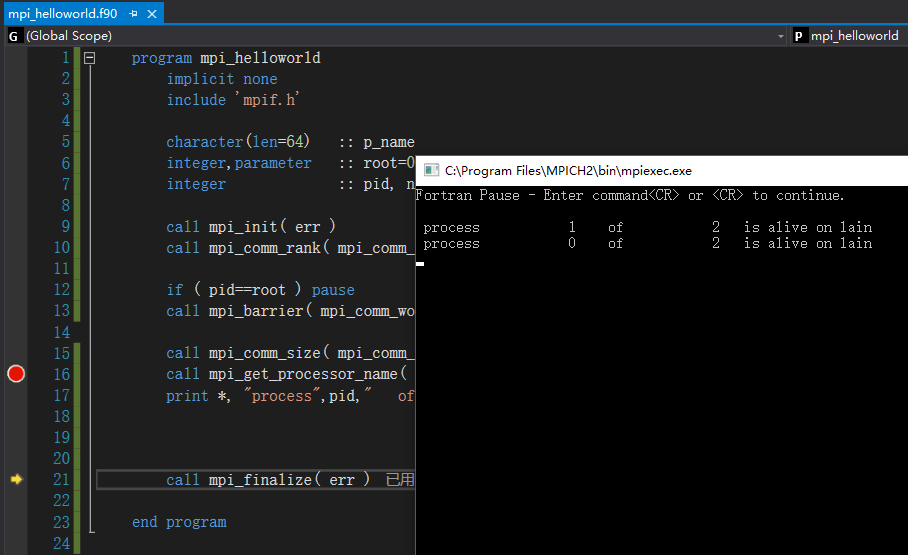 mpi_helloworld.f90
G (Global Scope)
P mpi_helloworld
1 program mpi_helloworld
2 implicit none
3 include 'mpif.h'
4
5 character(len=64) :: p_name
6 integer,parameter :: root=0
7 integer :: pid, n
8
9 call mpi_init( err )
10 call mpi_comm_rank( mpi_comm_
11
12 if ( pid==root ) pause
13 call mpi_barrier( mpi_comm_wo
14
15 call mpi_comm_size( mpi_comm_
16 call mpi_get_processor_name(
17 print *, "process",pid," of
18
19
20
21 call mpi_finalize( err ) 已用
22
23 end program
24
C:\Program Files\MPICH2\bin\mpiexec.exe
Fortran Pause - Enter command<CR> or <CR> to continue.
process 1 of 2 is alive on lain
process 0 of 2 is alive on lain